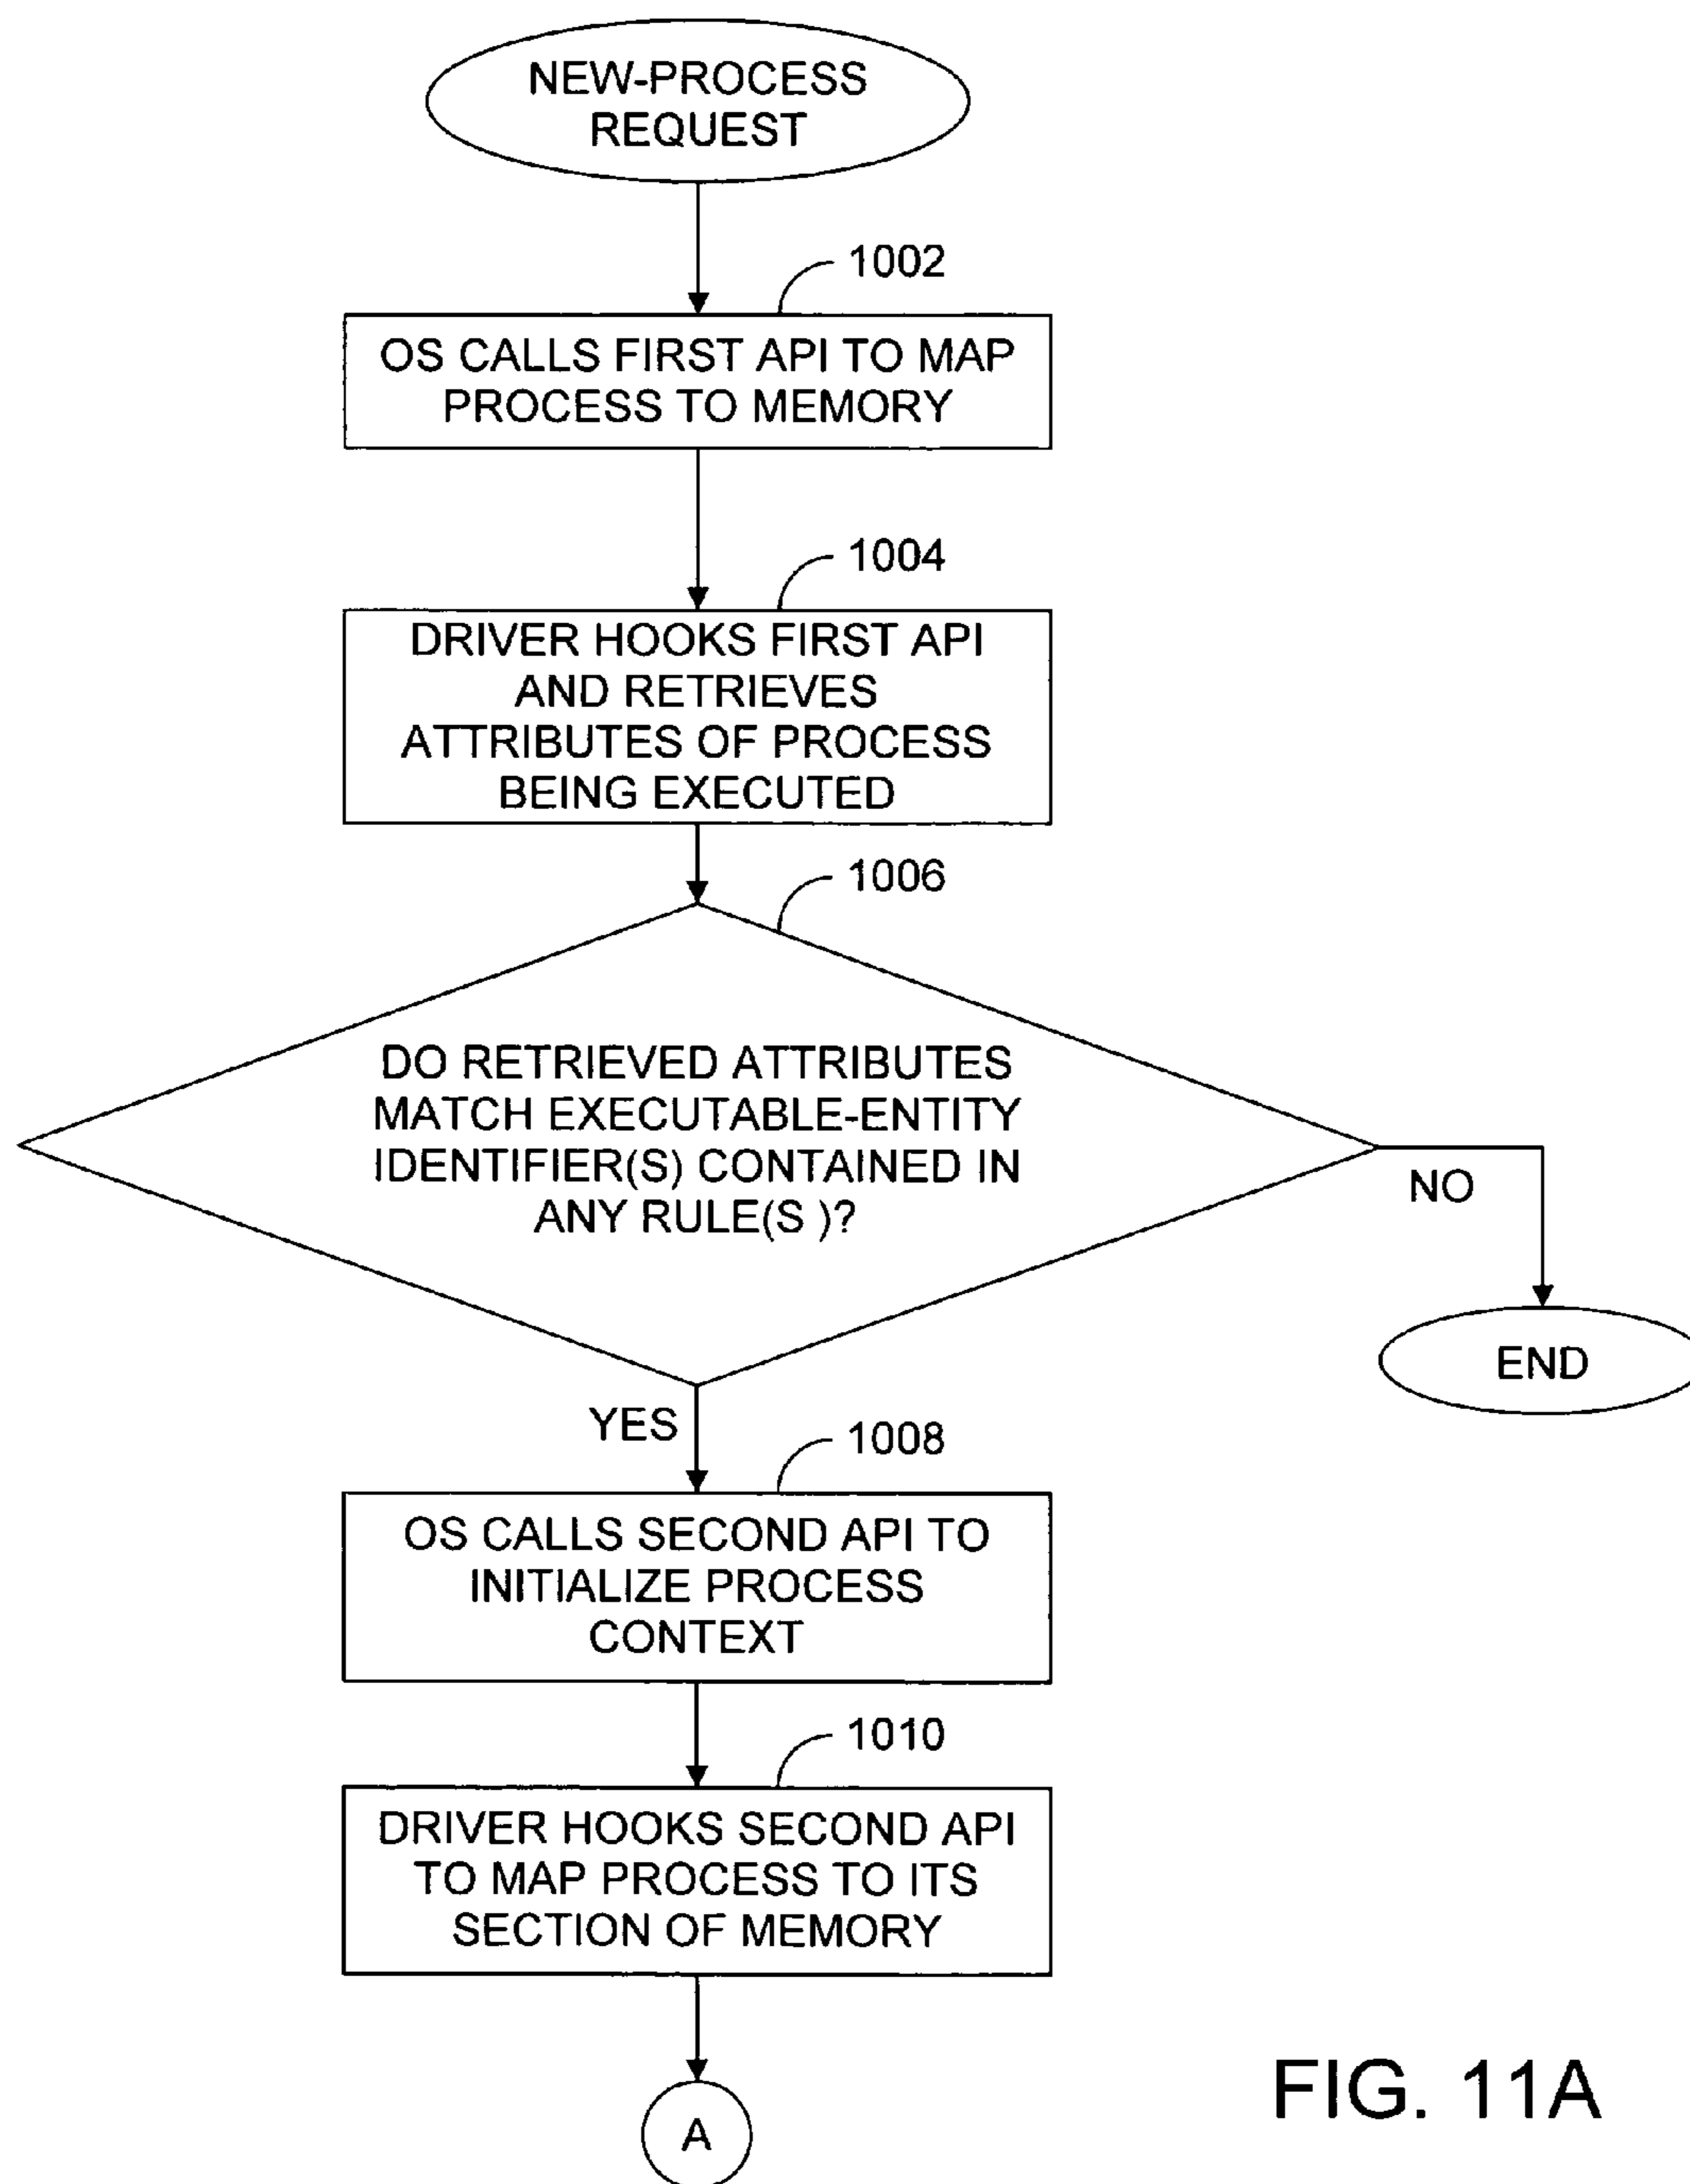 NEW-PROCESS
REQUEST
1002
OS CALLS FIRST API TO MAP
PROCESS TO MEMORY
1004
DRIVER HOOKS FIRST API
AND RETRIEVES
ATTRIBUTES OF PROCESS
BEING EXECUTED
1006
DO RETRIEVED ATTRIBUTES
MATCH EXECUTABLE-ENTITY
IDENTIFIER(S) CONTAINED IN
ANY RULE(S )?
NO
END
YES
1008
OS CALLS SECOND API TO
INITIALIZE PROCESS
CONTEXT
1010
DRIVER HOOKS SECOND API
TO MAP PROCESS TO ITS
SECTION OF MEMORY
A
FIG. 11A